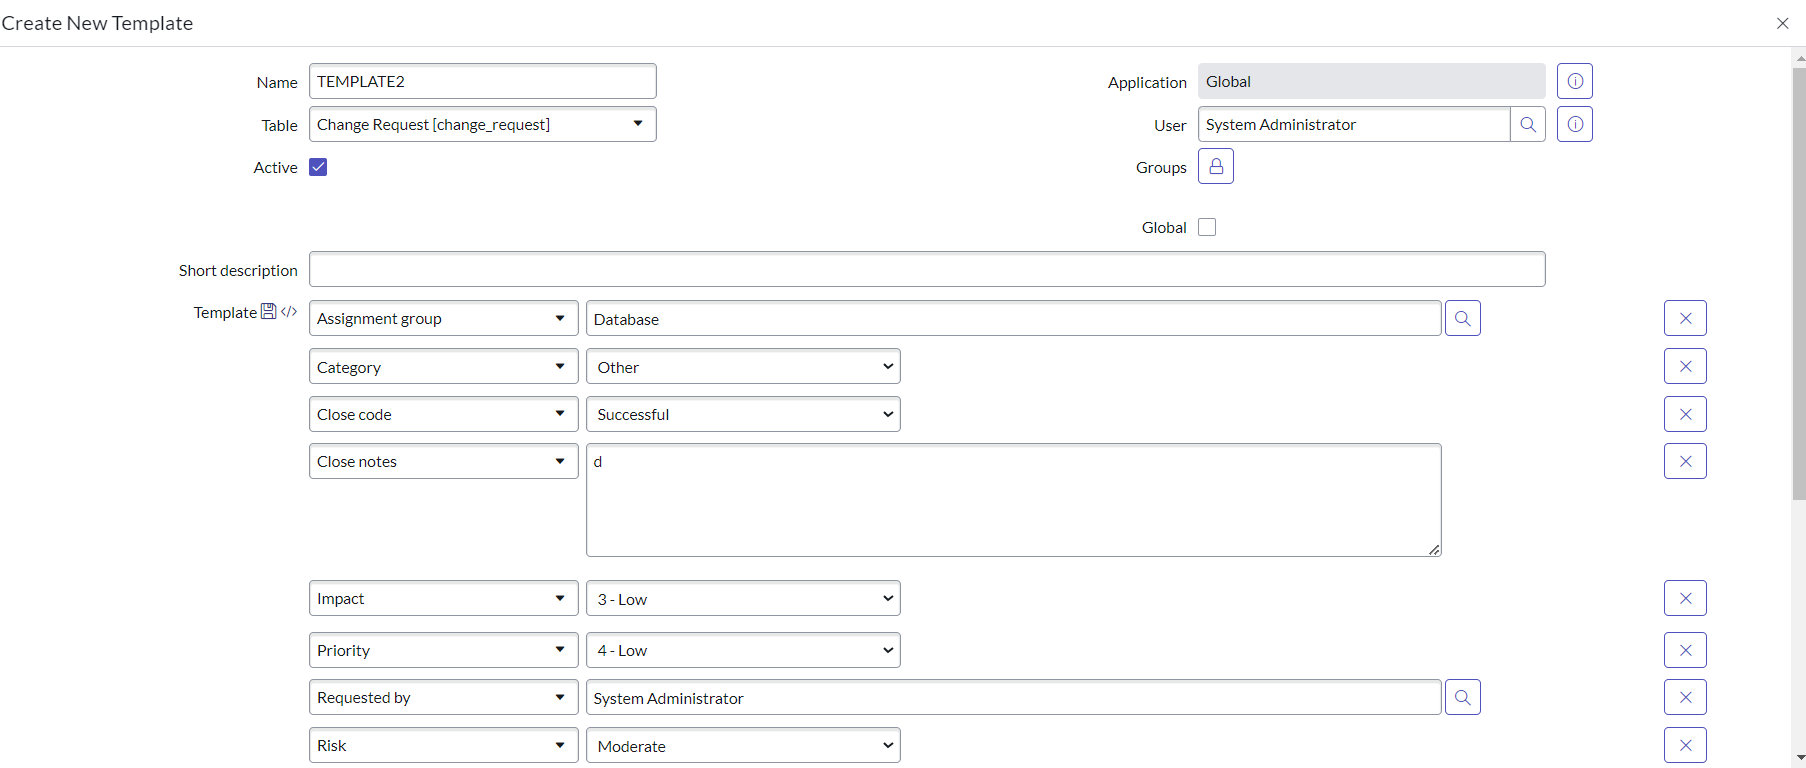 Create New Template
Name TEMPLATE2 Application Global
Table Change Request [change_request] User System Administrator
Active Groups
Global
Short description
Template </> Assignment group Database
Category Other
Close code Successful
Close notes d
Impact 3 - Low
Priority 4 - Low
Requested by System Administrator
Risk Moderate